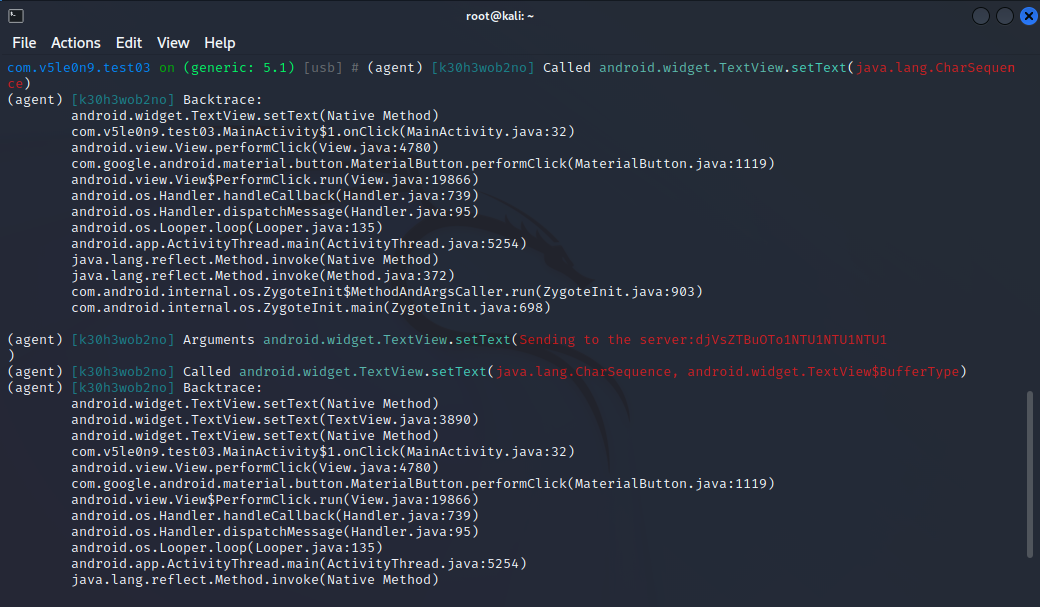 root@kali: ~
File Actions Edit View Help
com.v5le0n9.test03 on (generic: 5.1) [usb] # (agent) [k30h3wob2no] Called android.widget.TextView.setText(java.lang.CharSequen
ce)
(agent) [k30h3wob2no] Backtrace:
android.widget.TextView.setText(Native Method)
com.v5le0n9.test03.MainActivity$1.onClick(MainActivity.java:32)
android.view.View.performClick(View.java:4780)
com.google.android.material.button.MaterialButton.performClick(MaterialButton.java:1119)
android.view.View$PerformClick.run(View.java:19866)
android.os.Handler.handleCallback(Handler.java:739)
android.os.Handler.dispatchMessage(Handler.java:95)
android.os.Looper.loop(Looper.java:135)
android.app.ActivityThread.main(ActivityThread.java:5254)
java.lang.reflect.Method.invoke(Native Method)
java.lang.reflect.Method.invoke(Method.java:372)
com.android.internal.os.ZygoteInit$MethodAndArgsCaller.run(ZygoteInit.java:903)
com.android.internal.os.ZygoteInit.main(ZygoteInit.java:698)
(agent) [k30h3wob2no] Arguments android.widget.TextView.setText(Sending to the server:djVsZTBuOTo1NTU1NTU1NTU1
)
(agent) [k30h3wob2no] Called android.widget.TextView.setText(java.lang.CharSequence, android.widget.TextView$BufferType)
(agent) [k30h3wob2no] Backtrace:
android.widget.TextView.setText(Native Method)
android.widget.TextView.setText(TextView.java:3890)
android.widget.TextView.setText(Native Method)
com.v5le0n9.test03.MainActivity$1.onClick(MainActivity.java:32)
android.view.View.performClick(View.java:4780)
com.google.android.material.button.MaterialButton.performClick(MaterialButton.java:1119)
android.view.View$PerformClick.run(View.java:19866)
android.os.Handler.handleCallback(Handler.java:739)
android.os.Handler.dispatchMessage(Handler.java:95)
android.os.Looper.loop(Looper.java:135)
android.app.ActivityThread.main(ActivityThread.java:5254)
java.lang.reflect.Method.invoke(Native Method)